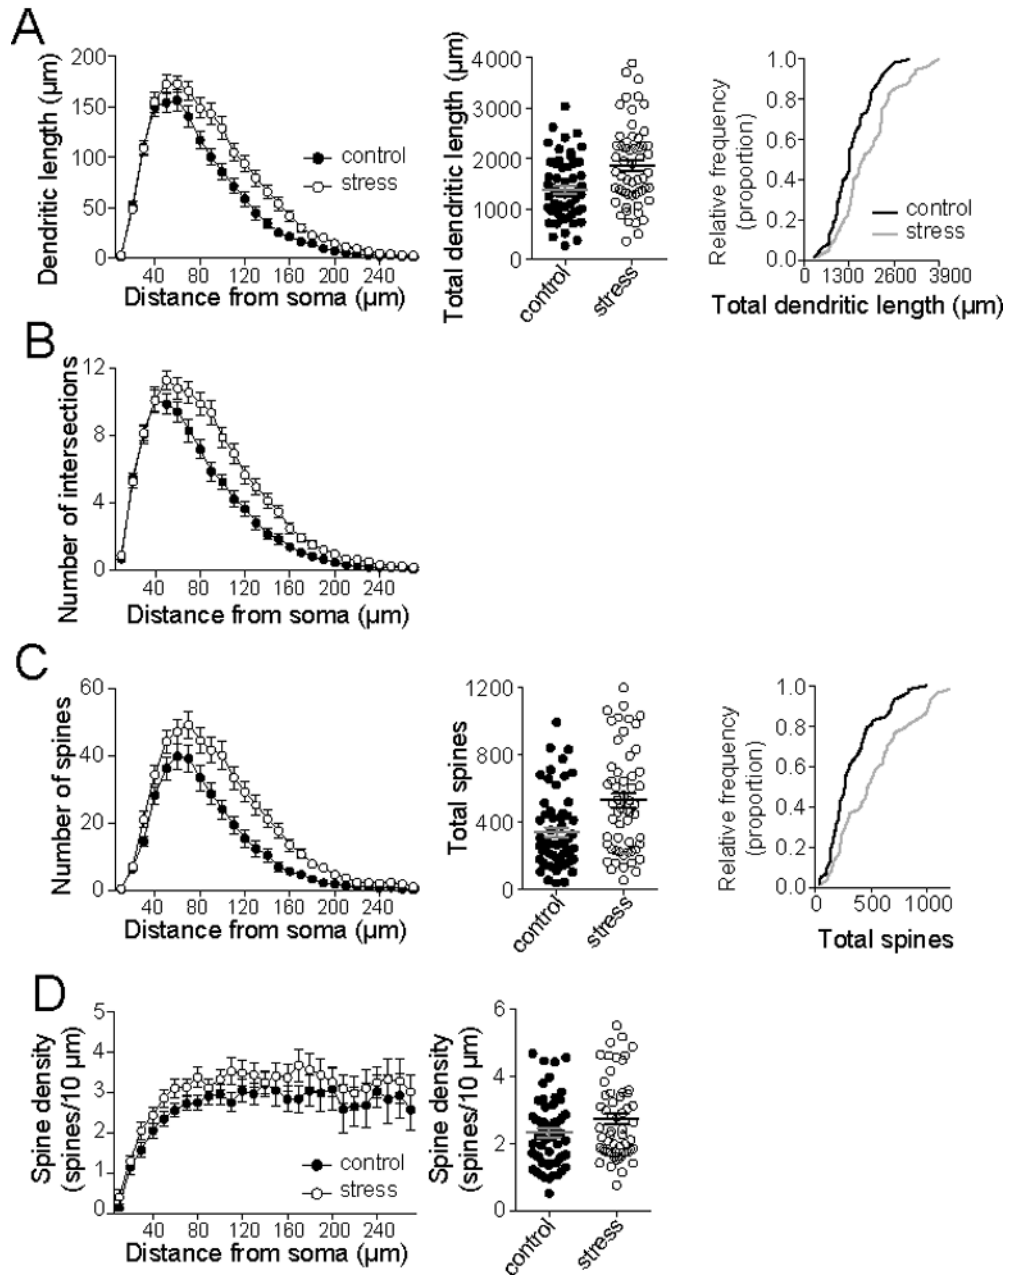 A
Dendritic length (µm)
200
150
100
50
0
40 80 120 160 200 240
Distance from soma (µm)
control
stress
Total dendritic length (µm)
4000
3000
2000
1000
0
control
stress
Relative frequency
(proportion)
1.0
0.8
0.6
0.4
0.2
0.0
0 1300 2600 3900
control
stress
Total dendritic length (µm)
B
Number of intersections
12
8
4
0
40 80 120 160 200 240
Distance from soma (µm)
C
Number of spines
60
40
20
0
40 80 120 160 200 240
Distance from soma (µm)
Total spines
1200
800
400
0
control
stress
Relative frequency
(proportion)
1.0
0.8
0.6
0.4
0.2
0.0
0 500 1000
Total spines
D
Spine density
(spines/10 µm)
5
4
3
2
1
0
control
stress
40 80 120 160 200 240
Distance from soma (µm)
Spine density
(spines/10 µm)
6
4
2
0
control
stress